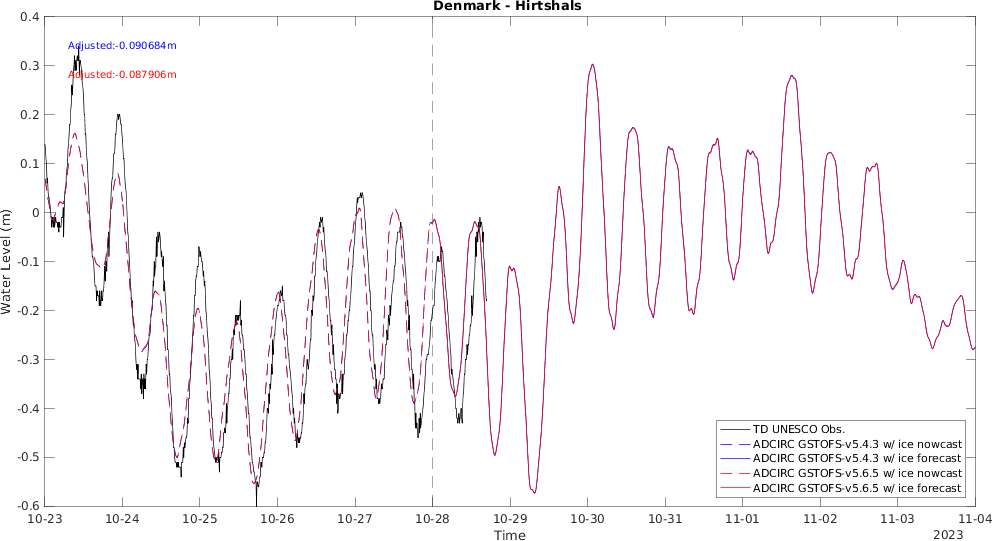 Denmark - Hirtshals
Adjusted:-0.090684m
Adjusted:-0.087906m
Water Level (m)
0.4
0.3
0.2
0.1
0
-0.1
-0.2
-0.3
-0.4
-0.5
-0.6
TD UNESCO Obs.
ADCIRC GSTOFS-v5.4.3 w/ ice nowcast
ADCIRC GSTOFS-v5.4.3 w/ ice forecast
ADCIRC GSTOFS-v5.6.5 w/ ice nowcast
ADCIRC GSTOFS-v5.6.5 w/ ice forecast
10-23 10-24 10-25 10-26 10-27 10-28 10-29 10-30 10-31 11-01 11-02 11-03 11-04
Time
2023